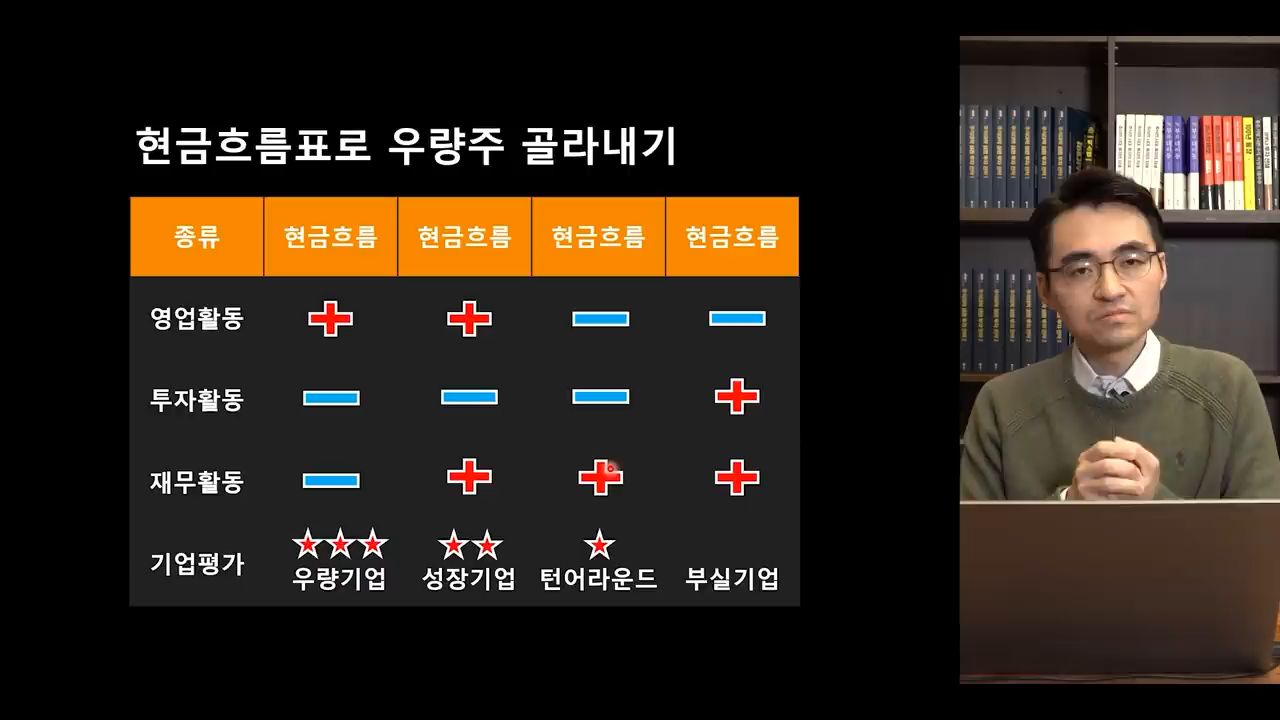 현금흐름표로 우량주 골라내기
종류 현금흐름 현금흐름 현금흐름 현금흐름
영업활동
투자활동
재무활동
기업평가
우량기업 성장기업 턴어라운드 부실기업